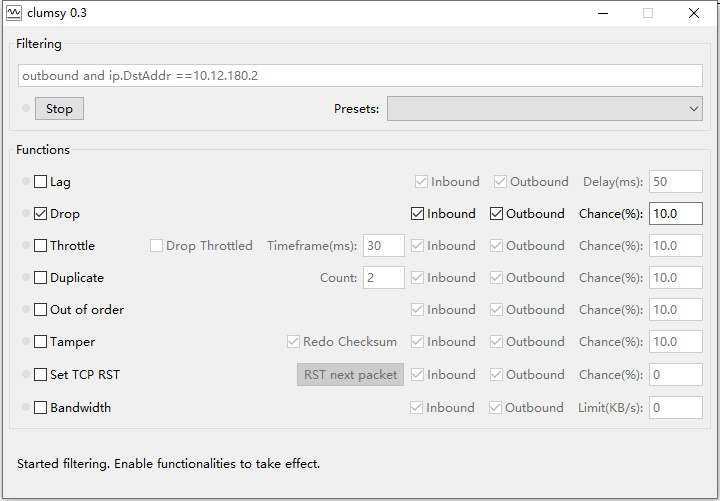 clumsy 0.3
Filtering
outbound and ip.DstAddr ==10.12.180.2
Stop Presets:
Functions
Lag Inbound Outbound Delay(ms): 50
Drop Inbound Outbound Chance(%): 10.0
Throttle Drop Throttled Timeframe(ms): 30 Inbound Outbound Chance(%): 10.0
Duplicate Count: 2 Inbound Outbound Chance(%): 10.0
Out of order Inbound Outbound Chance(%): 10.0
Tamper Redo Checksum Inbound Outbound Chance(%): 10.0
Set TCP RST RST next packet Inbound Outbound Chance(%): 0
Bandwidth Inbound Outbound Limit(KB/s): 0
Started filtering. Enable functionalities to take effect.